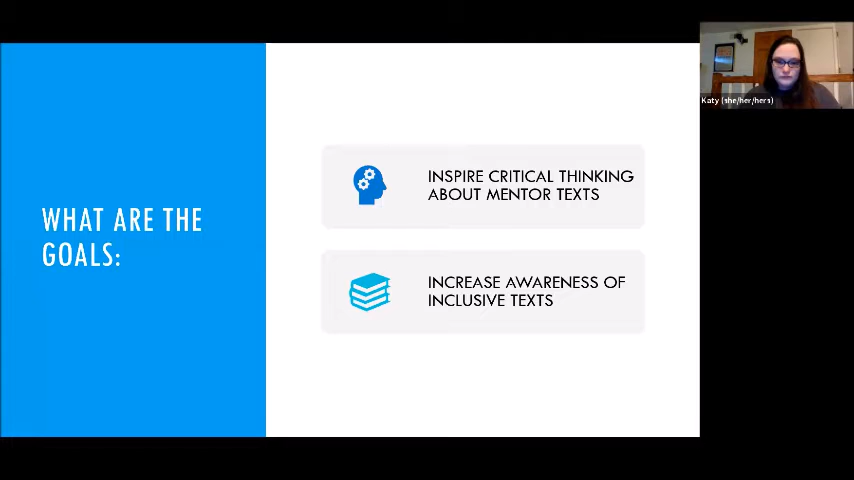 WHAT ARE THE
GOALS:
INSPIRE CRITICAL THINKING
ABOUT MENTOR TEXTS
INCREASE AWARENESS OF
INCLUSIVE TEXTS
Katy (she/her/hers)